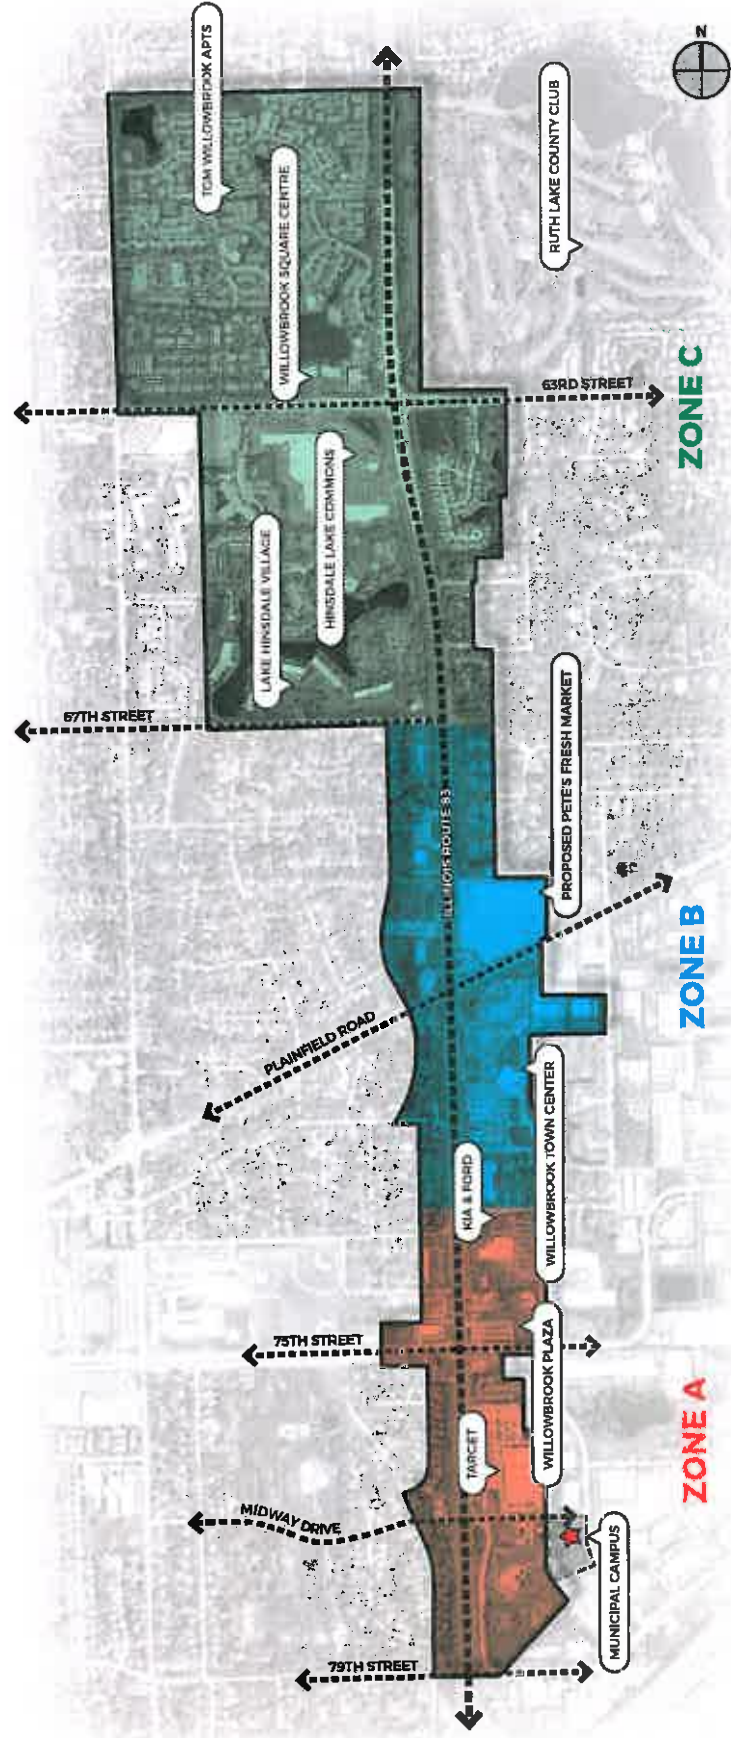 TGM WILLOWBROOK APTS
N
RUTH LAKE COUNTY CLUB
WILLOWBROOK SQUARE CENTRE
63RD STREET
ZONE C
HINSDALE LAKE COMMONS
LAKE HINSDALE VILLAGE
67TH STREET
ILLINOIS ROUTE 83
PROPOSED PETE'S FRESH MARKET
ZONE B
PLAINFIELD ROAD
WILLOWBROOK TOWN CENTER
KIA & FORD
75TH STREET
WILLOWBROOK PLAZA
TARGET
ZONE A
MIDWAY DRIVE
MUNICIPAL CAMPUS
79TH STREET